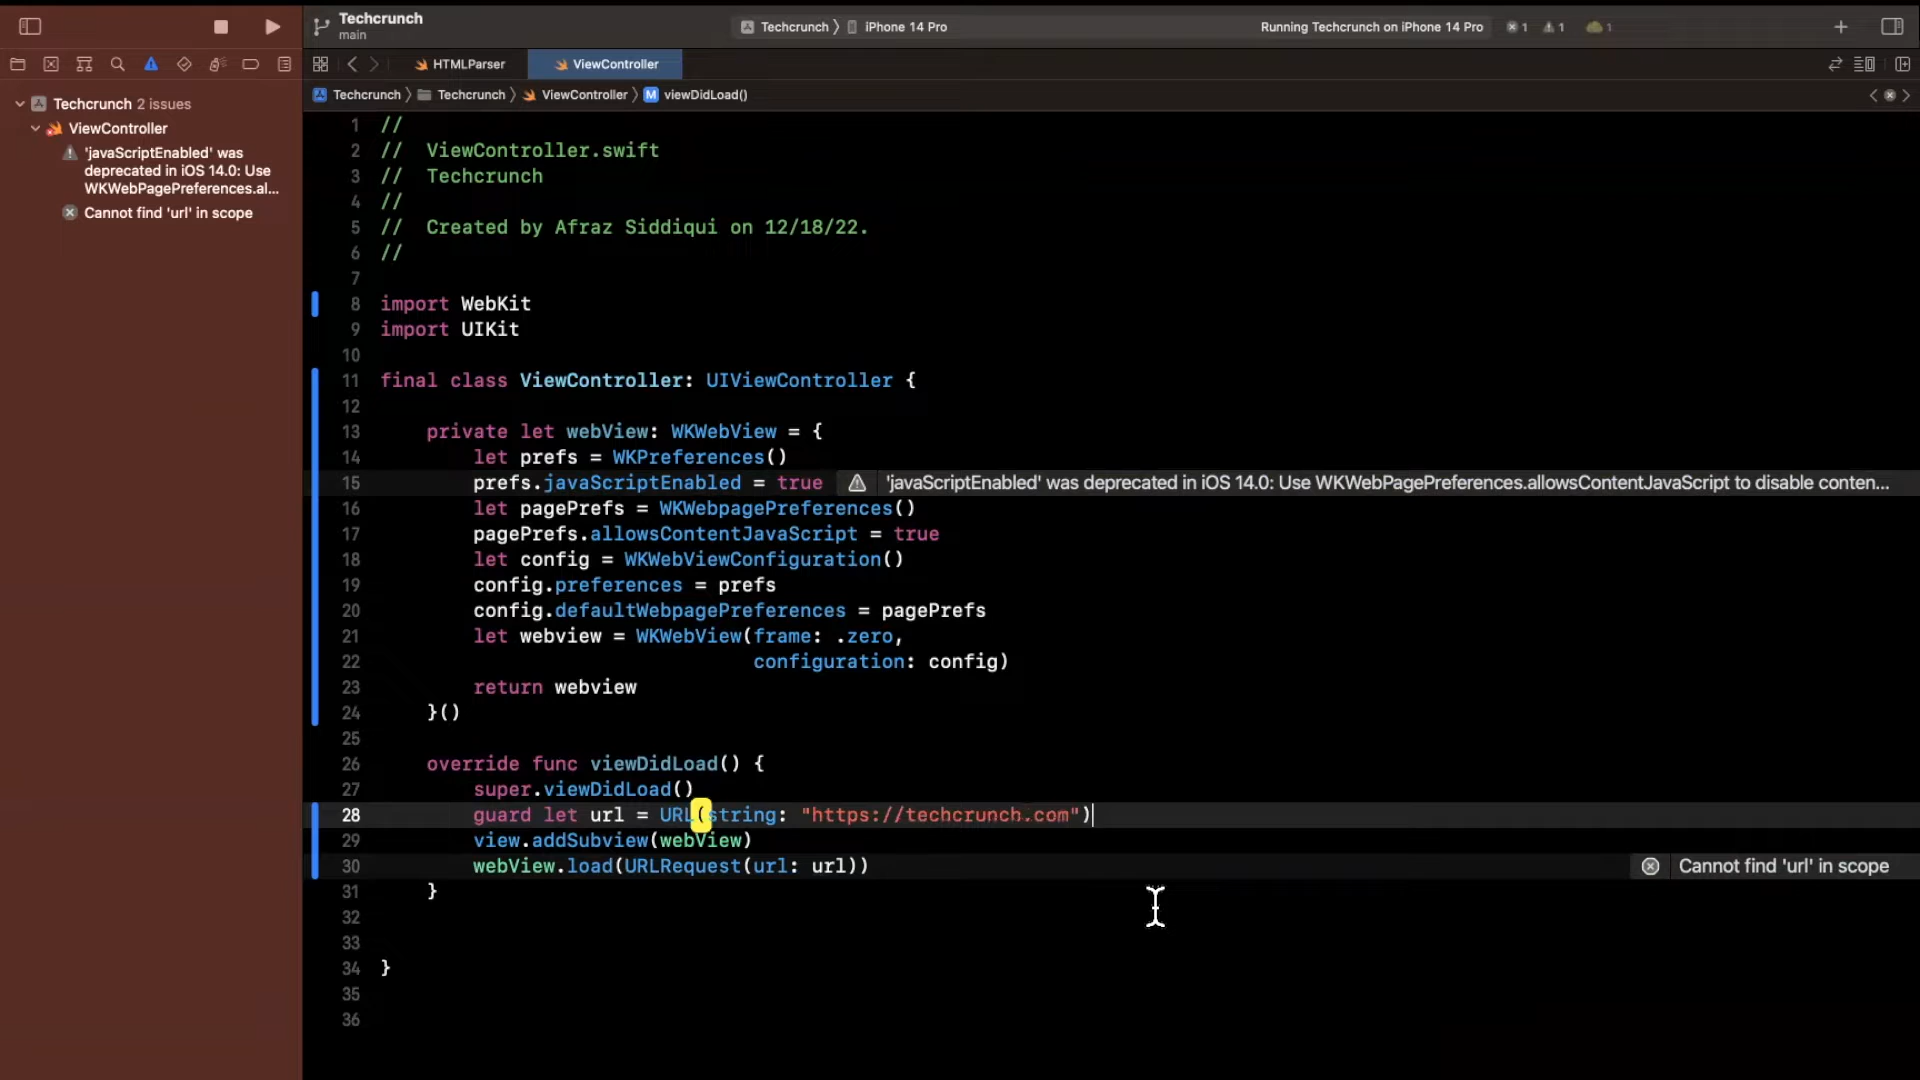 Techcrunch
main
Techcrunch
iPhone 14 Pro
Running Techcrunch on iPhone 14 Pro
1
1
1
HTMLParser
ViewController
Techcrunch
Techcrunch
ViewController
M viewDidLoad()
Techcrunch 2 issues
ViewController
'javaScriptEnabled' was
deprecated in iOS 14.0: Use
WKWebPagePreferences.al...
Cannot find 'url' in scope
1 //
2 //  ViewController.swift
3 //  Techcrunch
4 //
5 //  Created by Afraz Siddiqui on 12/18/22.
6 //
7
8 import WebKit
9 import UIKit
10
11 final class ViewController: UIViewController {
12
13     private let webView: WKWebView = {
14         let prefs = WKPreferences()
15         prefs.javaScriptEnabled = true 'javaScriptEnabled' was deprecated in iOS 14.0: Use WKWebPagePreferences.allowsContentJavaScript to disable conten...
16         let pagePrefs = WKWebpagePreferences()
17         pagePrefs.allowsContentJavaScript = true
18         let config = WKWebViewConfiguration()
19         config.preferences = prefs
20         config.defaultWebpagePreferences = pagePrefs
21         let webview = WKWebView(frame: .zero,
22                                 configuration: config)
23         return webview
24     }()
25
26     override func viewDidLoad() {
27         super.viewDidLoad()
28         guard let url = URL(string: "https://techcrunch.com")
29         view.addSubview(webView)
30         webView.load(URLRequest(url: url)) Cannot find 'url' in scope
31     }
32
33
34 }
35
36